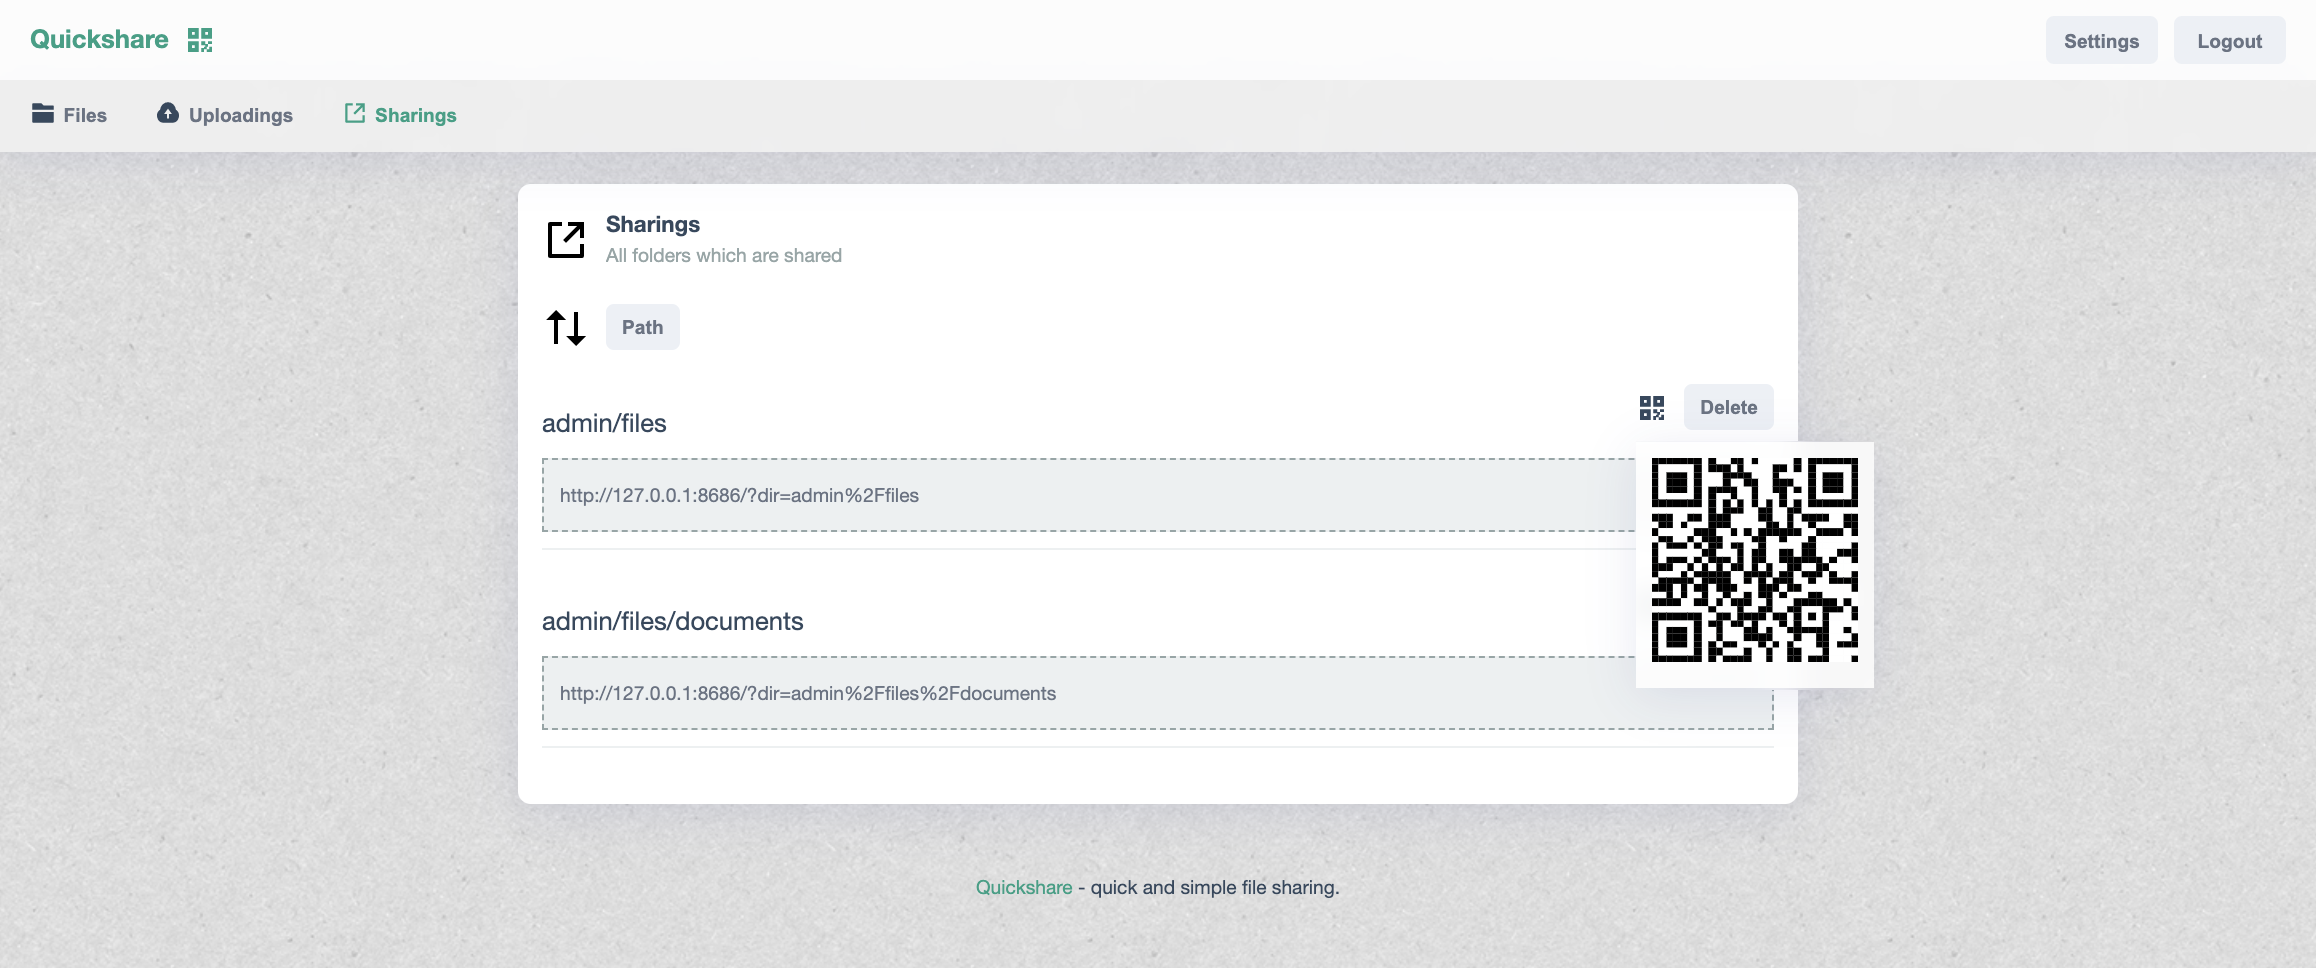 Quickshare
Settings
Logout
Files
Uploadings
Sharings
Sharings
All folders which are shared
Path
admin/files
Delete
http://127.0.0.1:8686/?dir=admin%2Ffiles
admin/files/documents
http://127.0.0.1:8686/?dir=admin%2Ffiles%2Fdocuments
Quickshare - quick and simple file sharing.